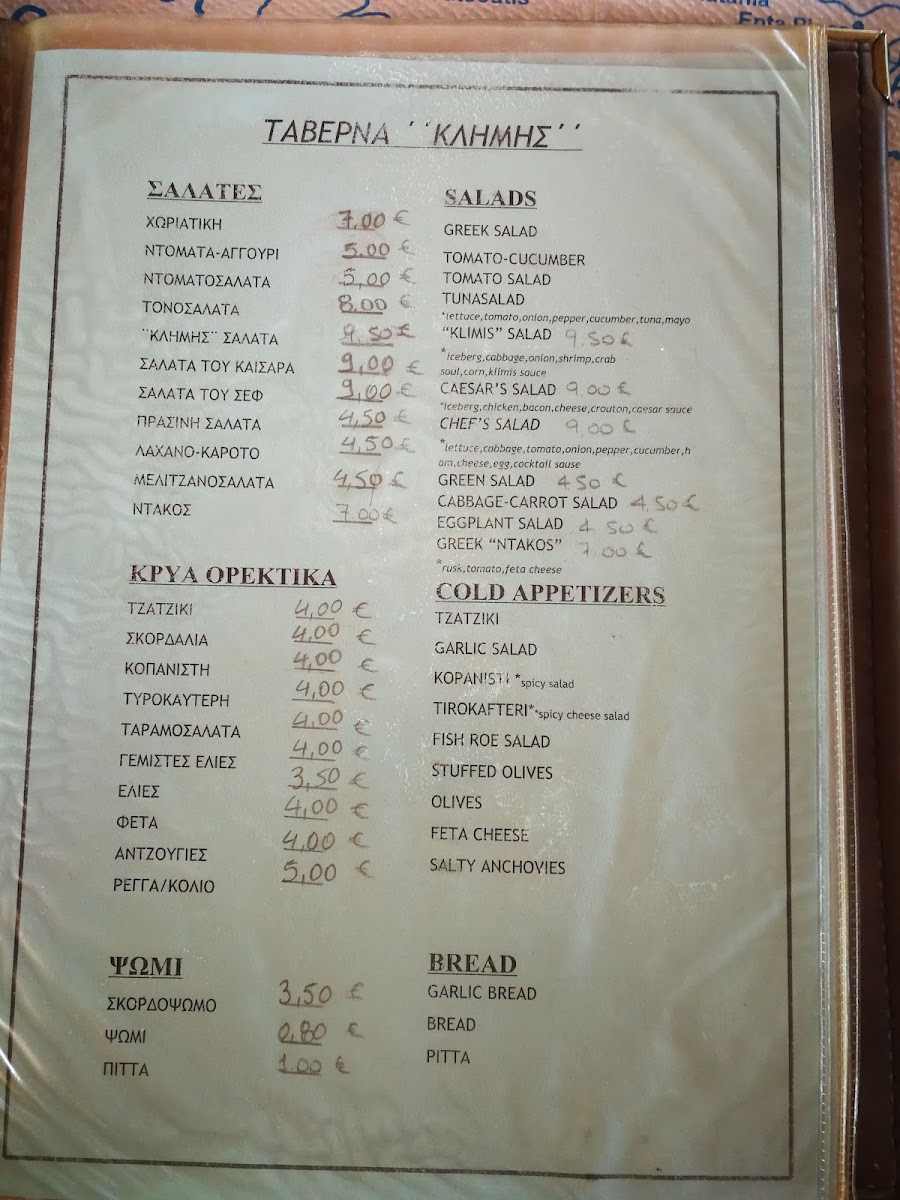 Enta Pigad
ΤΑΒΕΡΝΑ ΄΄ΚΛΗΜΗΣ΄΄
ΣΑΛΑΤΕΣ
ΧΩΡΙΑΤΙΚΗ 7.00 €
ΝΤΟΜΑΤΑ-ΑΓΓΟΥΡΙ 5.00 €
ΝΤΟΜΑΤΟΣΑΛΑΤΑ 5,00 €
ΤΟΝΟΣΑΛΑΤΑ 8.00 €
¨ΚΛΗΜΗΣ¨ ΣΑΛΑΤΑ 9.50 €
ΣΑΛΑΤΑ ΤΟΥ ΚΑΙΣΑΡΑ 9,00 €
ΣΑΛΑΤΑ ΤΟΥ ΣΕΦ 9,00 €
ΠΡΑΣΙΝΗ ΣΑΛΑΤΑ 4,50 €
ΛΑΧΑΝΟ-ΚΑΡΟΤΟ 4,50 €
ΜΕΛΙΤΖΑΝΟΣΑΛΑΤΑ 4,50 €
ΝΤΑΚΟΣ 7.00 €
ΚΡΥΑ ΟΡΕΚΤΙΚΑ
ΤΖΑΤΖΙΚΙ 4,00 €
ΣΚΟΡΔΑΛΙΑ 4,00 €
ΚΟΠΑΝΙΣΤΗ 4,00 €
ΤΥΡΟΚΑΥΤΕΡΗ 4,00 €
ΤΑΡΑΜΟΣΑΛΑΤΑ 4,00 €
ΓΕΜΙΣΤΕΣ ΕΛΙΕΣ 4,00 €
ΕΛΙΕΣ 3,50 €
ΦΕΤΑ 4,00 €
ΑΝΤΖΟΥΓΙΕΣ 4,00 €
ΡΕΓΓΑ/ΚΟΛΙΟ 5,00 €
ΨΩΜΙ
ΣΚΟΡΔΟΨΩΜΟ 3,50 €
ΨΩΜΙ 0,80 €
ΠΙΤΤΑ 1.00 €
SALADS
GREEK SALAD
TOMATO-CUCUMBER
TOMATO SALAD
TUNASALAD
*lettuce,tomato,onion,pepper,cucumber,tuna,mayo
“KLIMIS” SALAD 9.50 €
*iceberg,cabbage,onion,shrimp,crab
soul,corn,klimis sauce
CAESAR'S SALAD 9.00 €
*iceberg,chicken,bacon,cheese,crouton,caesar sauce
CHEF'S SALAD 9.00 €
*lettuce,cabbage,tomato,onion,pepper,cucumber,h
am,cheese,egg,cocktail sause
GREEN SALAD 4.50 €
CABBAGE-CARROT SALAD 4.50 €
EGGPLANT SALAD 4.50 €
GREEK “NTAKOS” 7.00 €
*rusk,tomato,feta cheese
COLD APPETIZERS
TZATZIKI
GARLIC SALAD
KOPANISTI *spicy salad
TIROKAFTERI**spicy cheese salad
FISH ROE SALAD
STUFFED OLIVES
OLIVES
FETA CHEESE
SALTY ANCHOVIES
BREAD
GARLIC BREAD
BREAD
PITTA